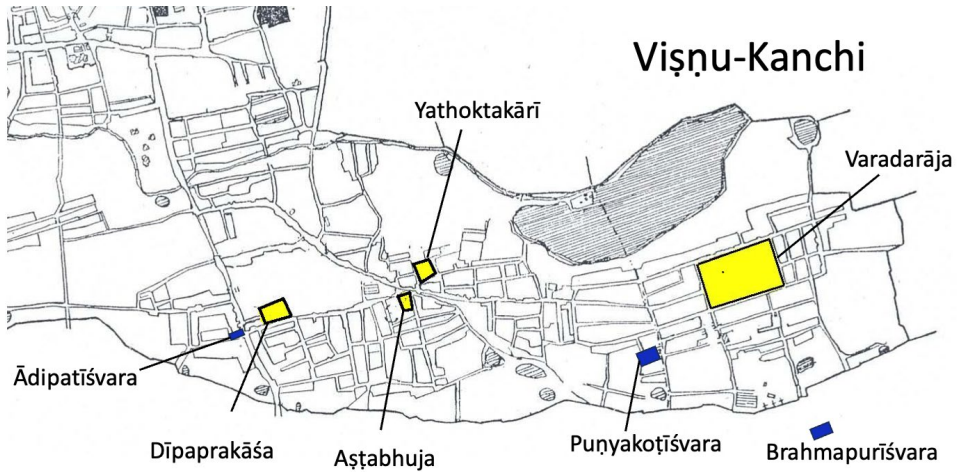 Viṣṇu-Kanchi
Yathoktakārī
Varadarāja
Ādipatīśvara
Dīpaprakāśa
Aṣṭabhuja
Puṇyakoṭīśvara
Brahmapurīśvara